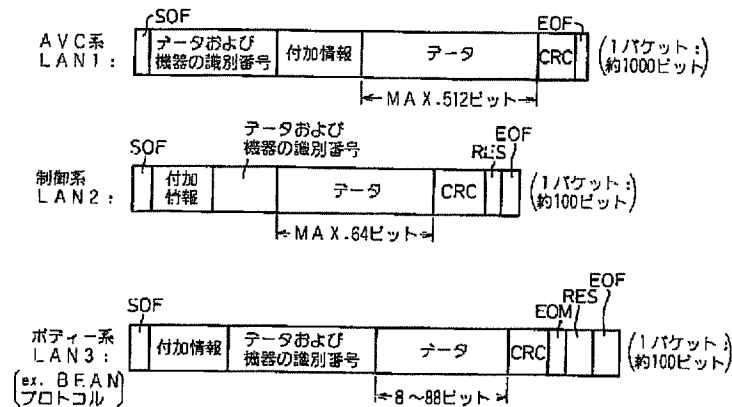 SOF
EOF
AVC系
LAN1:
データおよび
機器の識別番号
付加情報
データ
CRC
(1パケット:
約1000ビット)
MAX.512ビット
データおよび
機器の識別番号
SOF
RES
EOF
制御系
LAN2:
付加
情報
データ
CRC
(1パケット:
約100ビット)
MAX.64ビット
SOF
EOM
RES
EOF
ボディー系
LAN3:
[ex. BEAN
プロトコル]
付加情報
データおよび
機器の識別番号
データ
CRC
(1パケット:
約100ビット)
8~88ビット